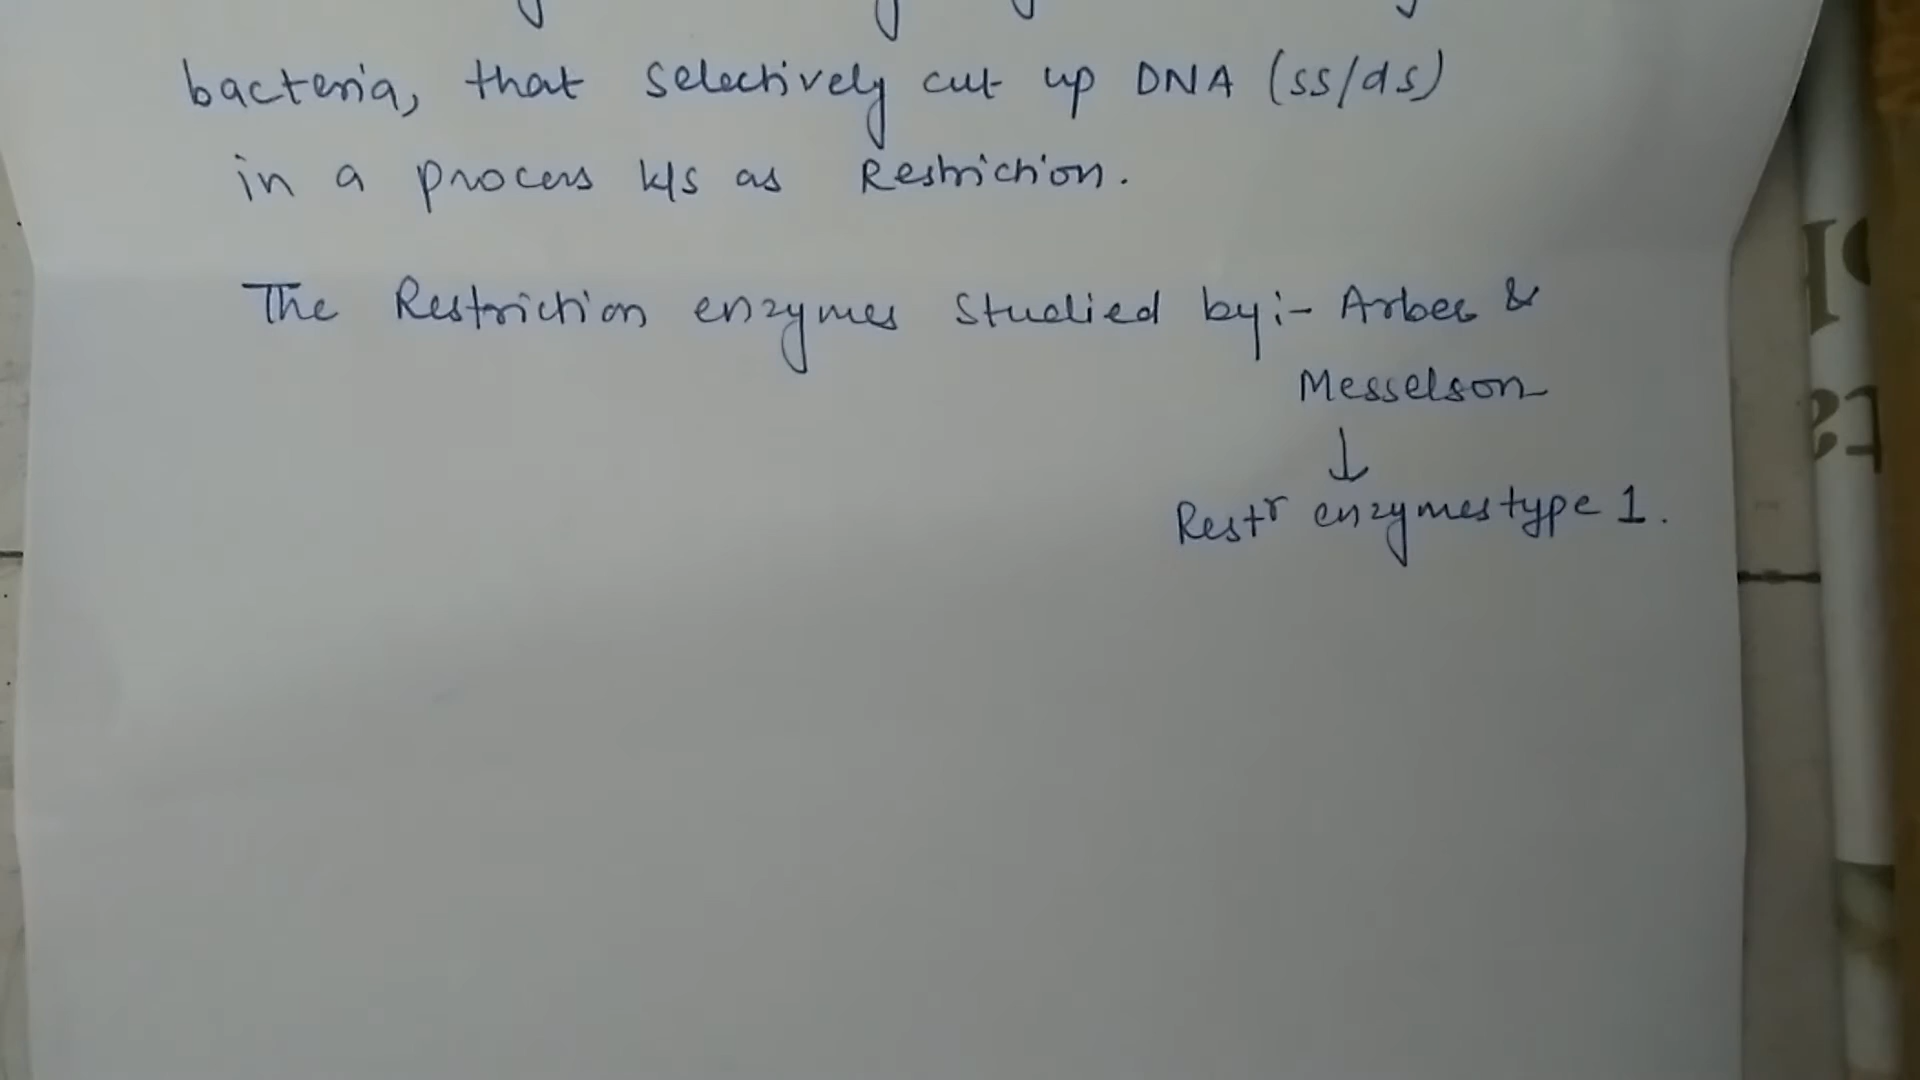 bacteria, that selectively cut up DNA (ss/ds)
in a process k/s as Restriction.
The Restriction enzymes studied by:- Arber &
Messelson
↓
Restr enzymes type 1.